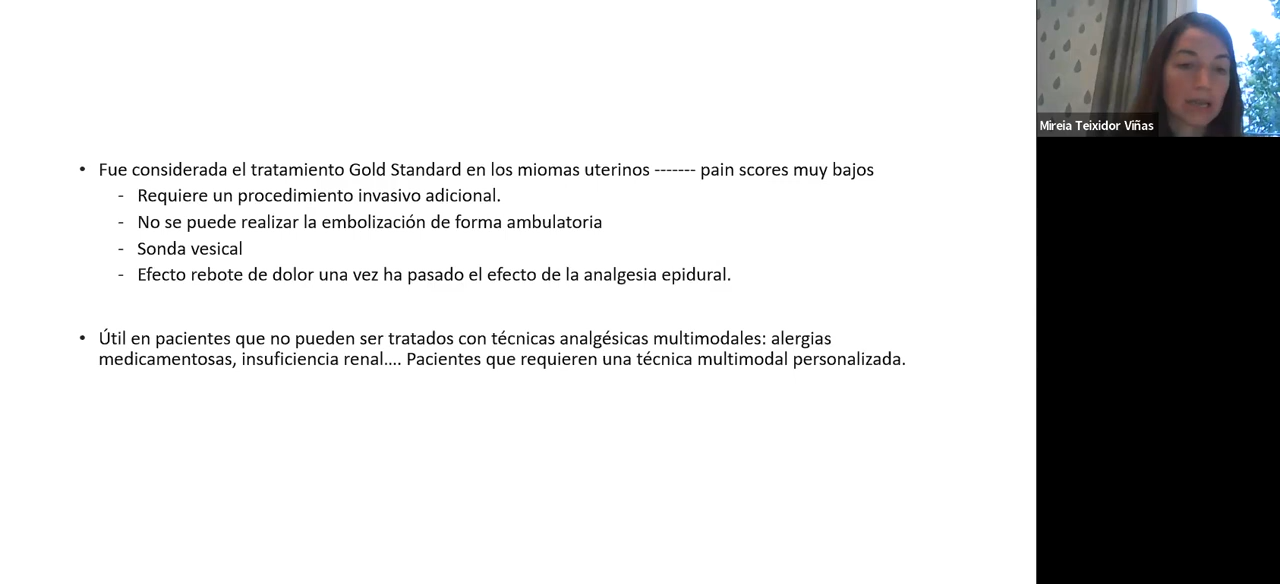 • Fue considerada el tratamiento Gold Standard en los miomas uterinos ------- pain scores muy bajos
- Requiere un procedimiento invasivo adicional.
- No se puede realizar la embolización de forma ambulatoria
- Sonda vesical
- Efecto rebote de dolor una vez ha pasado el efecto de la analgesia epidural.
• Útil en pacientes que no pueden ser tratados con técnicas analgésicas multimodales: alergias
medicamentosas, insuficiencia renal…. Pacientes que requieren una técnica multimodal personalizada.
Mireia Teixidor Viñas